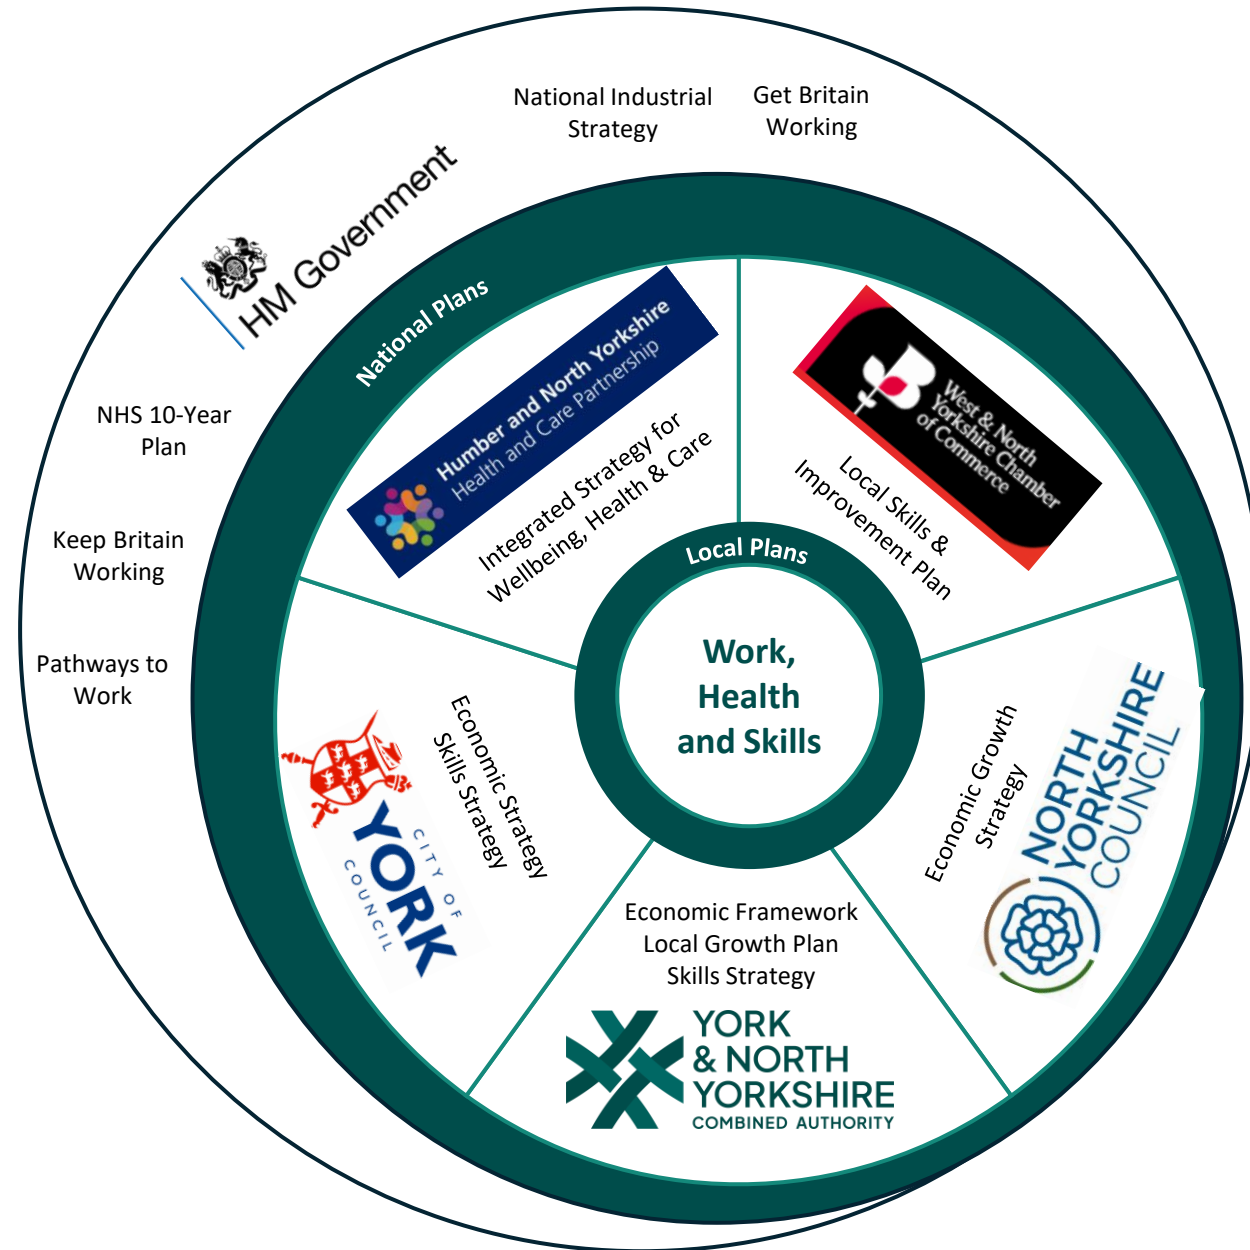 National Industrial
Strategy
Get Britain
Working
HM Government
NHS 10-Year
Plan
Keep Britain
Working
Pathways to
Work
National Plans
Humber and North Yorkshire
Health and Care Partnership
Integrated Strategy for
Wellbeing, Health & Care
West & North
Yorkshire Chamber
of Commerce
Local Skills &
Improvement Plan
Local Plans
Work,
Health
and Skills
Economic Strategy
Skills Strategy
CITY OF
YORK
COUNCIL
Economic Growth
Strategy
NORTH
YORKSHIRE
COUNCIL
Economic Framework
Local Growth Plan
Skills Strategy
YORK
& NORTH
YORKSHIRE
COMBINED AUTHORITY